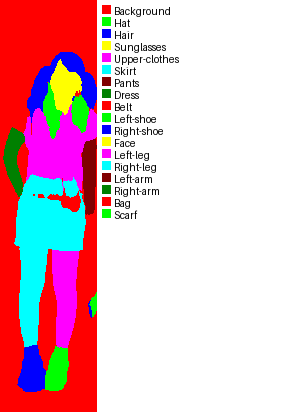 Background
Hat
Hair
Sunglasses
Upper-clothes
Skirt
Pants
Dress
Belt
Left-shoe
Right-shoe
Face
Left-leg
Right-leg
Left-arm
Right-arm
Bag
Scarf